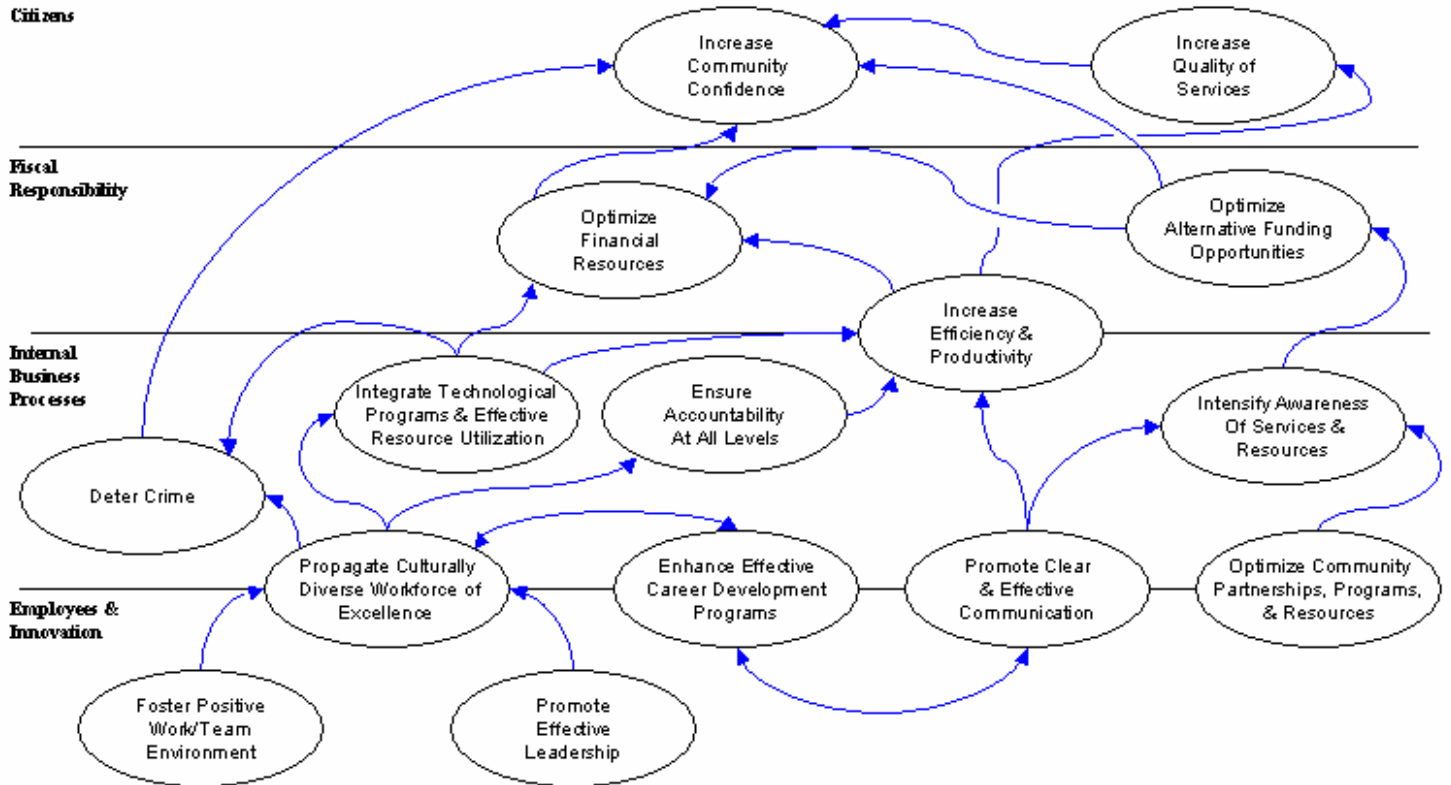 Citizens
Increase
Community
Confidence
Increase
Quality of
Services
Fiscal
Responsibility
Optimize
Financial
Resources
Optimize
Alternative Funding
Opportunities
Increase
Efficiency &
Productivity
Internal
Business
Processes
Integrate Technological
Programs & Effective
Resource Utilization
Ensure
Accountability
At All Levels
Intensify Awareness
Of Services &
Resources
Deter Crime
Propagate Culturally
Diverse Workforce of
Excellence
Enhance Effective
Career Development
Programs
Promote Clear
& Effective
Communication
Optimize Community
Partnerships, Programs,
& Resources
Employees &
Innovation
Foster Positive
Work/Team
Environment
Promote
Effective
Leadership